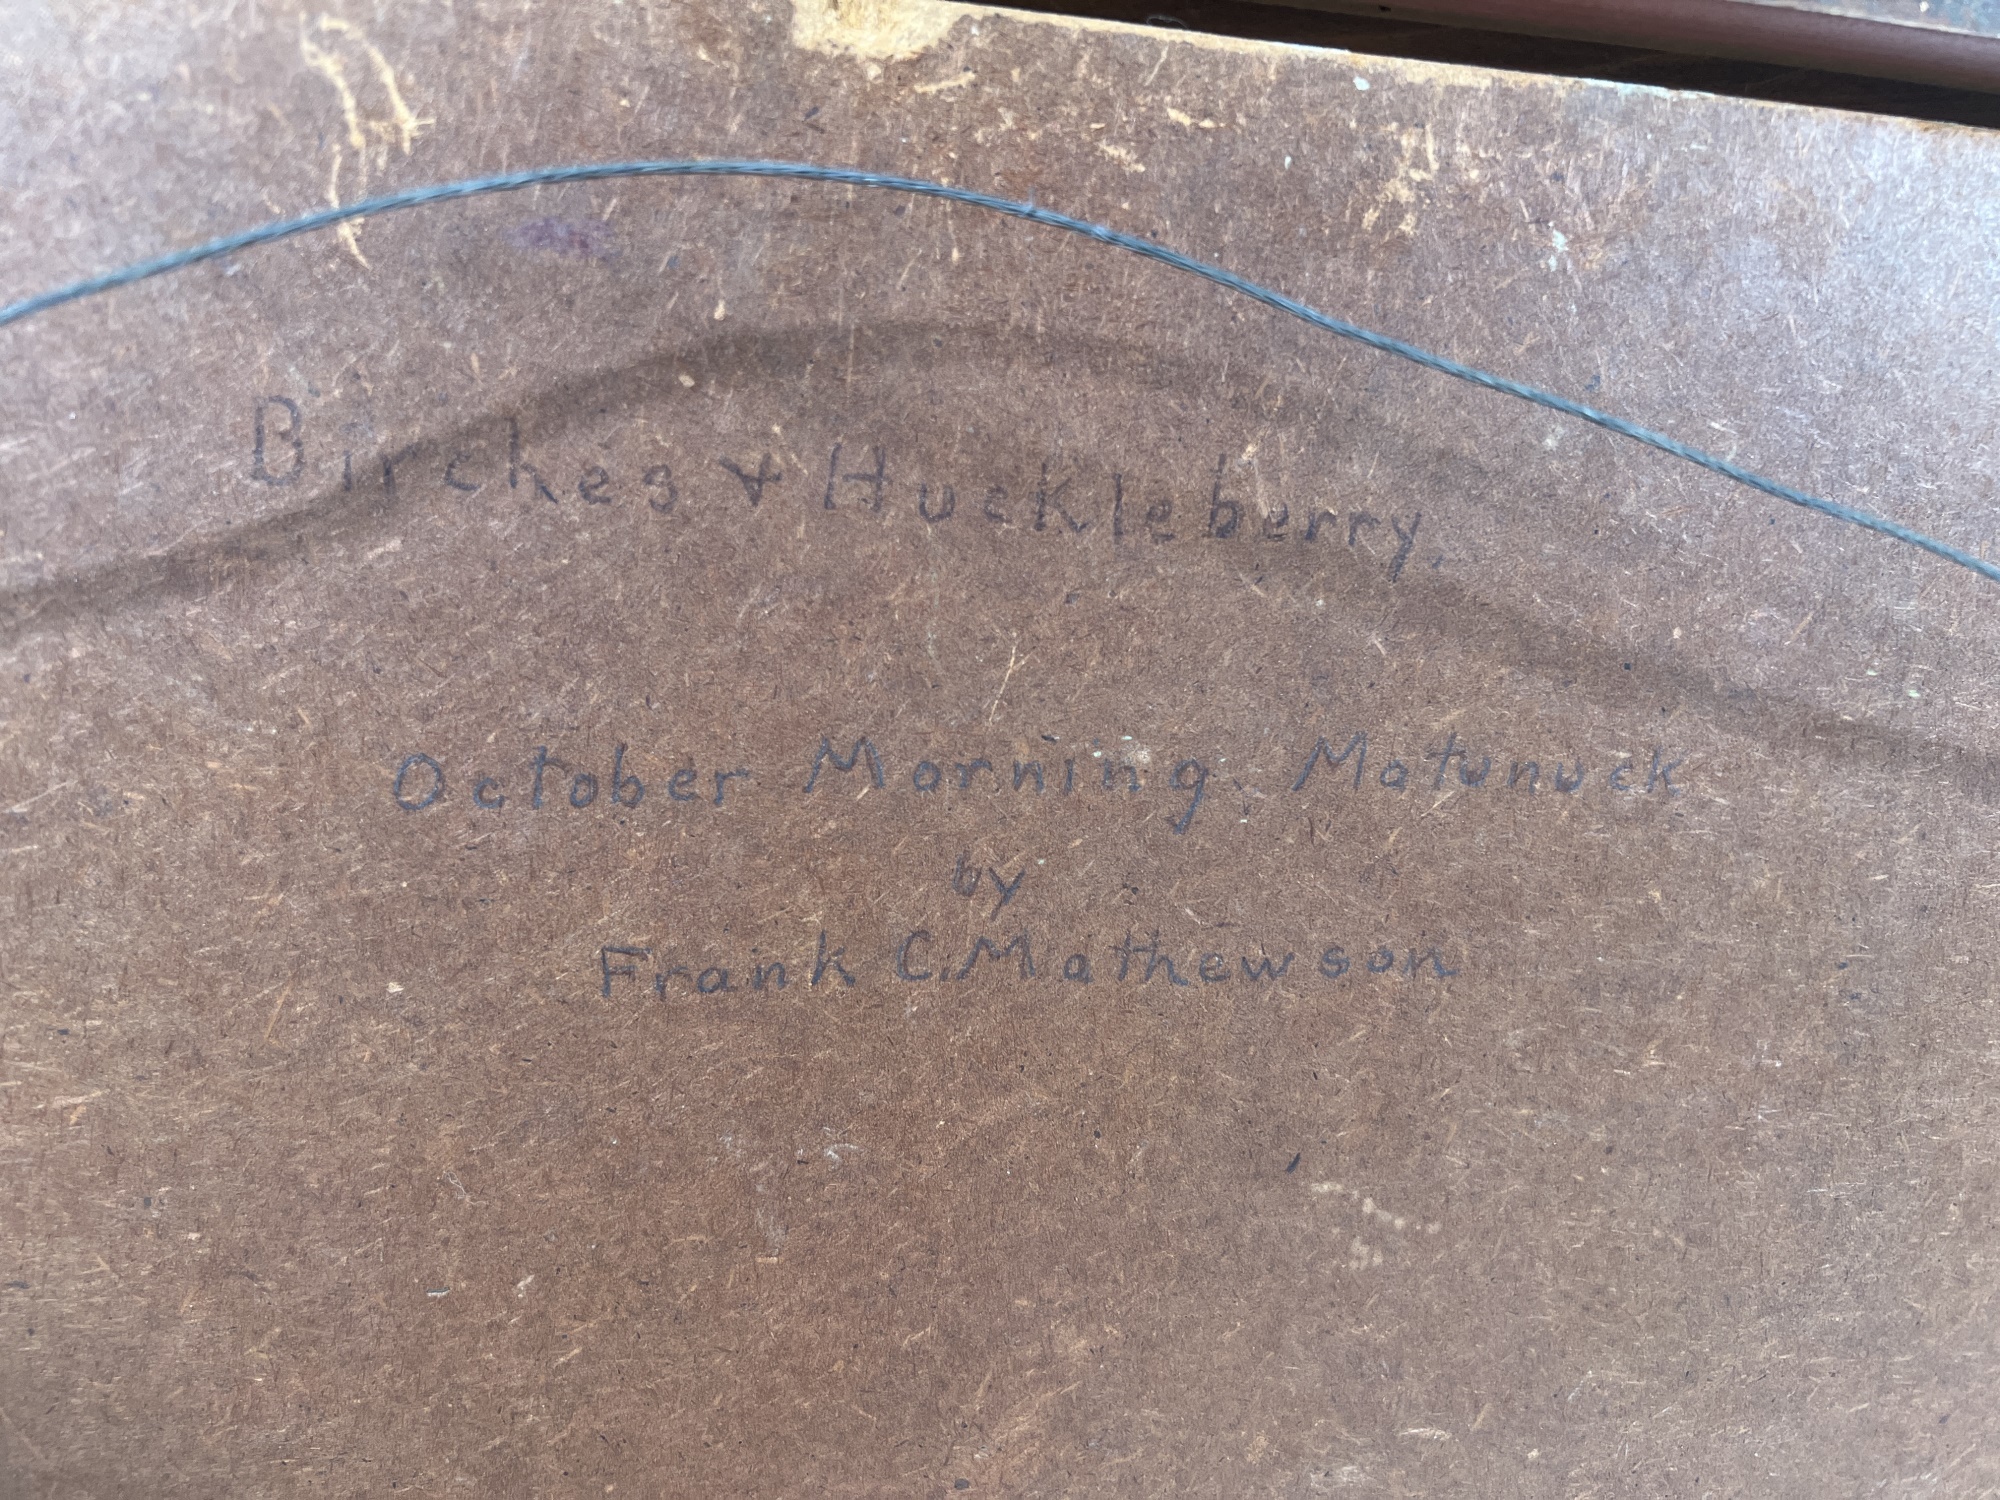 Birches + Huckleberry.
October Morning. Matunuck
by
Frank C. Mathewson